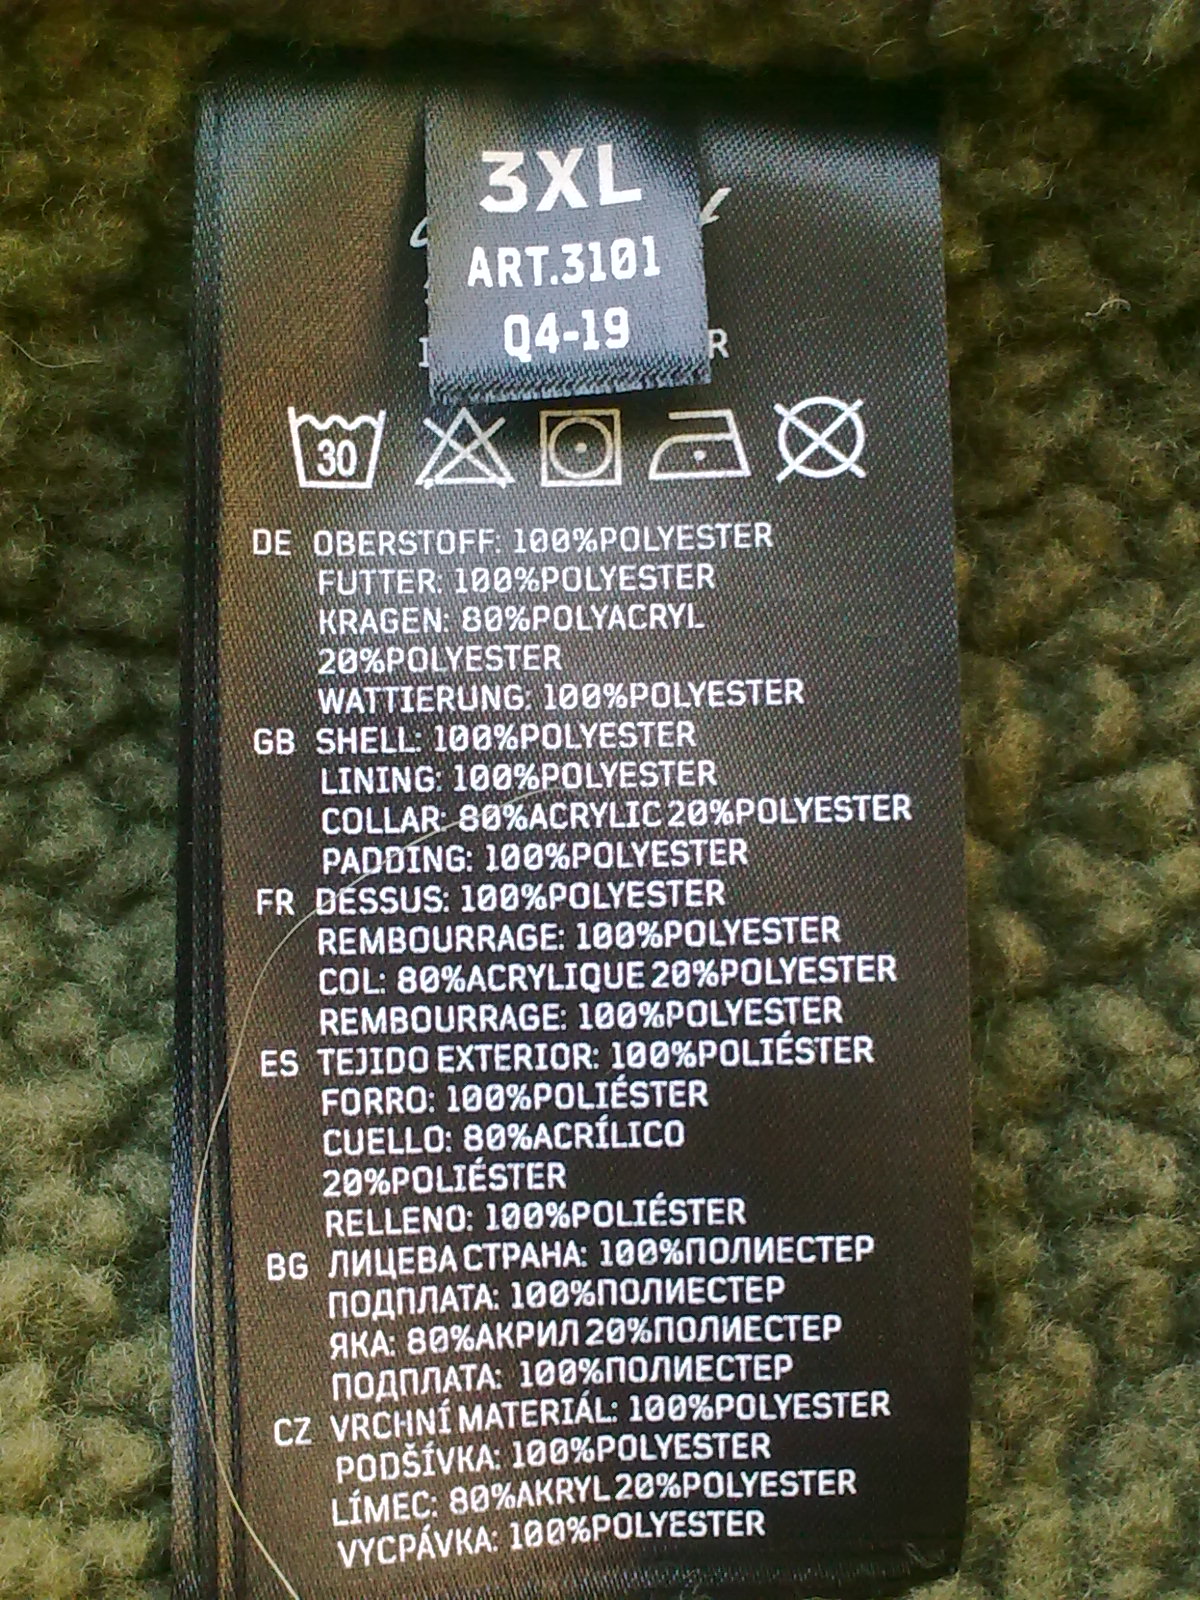 3XL
ART.3101
Q4-19
30
DE OBERSTOFF: 100%POLYESTER
FUTTER: 100%POLYESTER
KRAGEN: 80%POLYACRYL
20%POLYESTER
WATTIERUNG: 100%POLYESTER
GB SHELL: 100%POLYESTER
LINING: 100%POLYESTER
COLLAR: 80%ACRYLIC 20%POLYESTER
PADDING: 100%POLYESTER
FR DESSUS: 100%POLYESTER
REMBOURRAGE: 100%POLYESTER
COL: 80%ACRYLIQUE 20%POLYESTER
REMBOURRAGE: 100%POLYESTER
ES TEJIDO EXTERIOR: 100%POLIÉSTER
FORRO: 100%POLIÉSTER
CUELLO: 80%ACRÍLICO
20%POLIÉSTER
RELLENO: 100%POLIÉSTER
BG ЛИЦЕВА СТРАНА: 100%ПОЛИЕСТЕР
ПОДПЛАТА: 100%ПОЛИЕСТЕР
ЯКА: 80%АКРИЛ 20%ПОЛИЕСТЕР
ПОДПЛАТА: 100%ПОЛИЕСТЕР
CZ VRCHNÍ MATERIÁL: 100%POLYESTER
PODŠÍVKA: 100%POLYESTER
LÍMEC: 80%AKRYL 20%POLYESTER
VYCPÁVKA: 100%POLYESTER